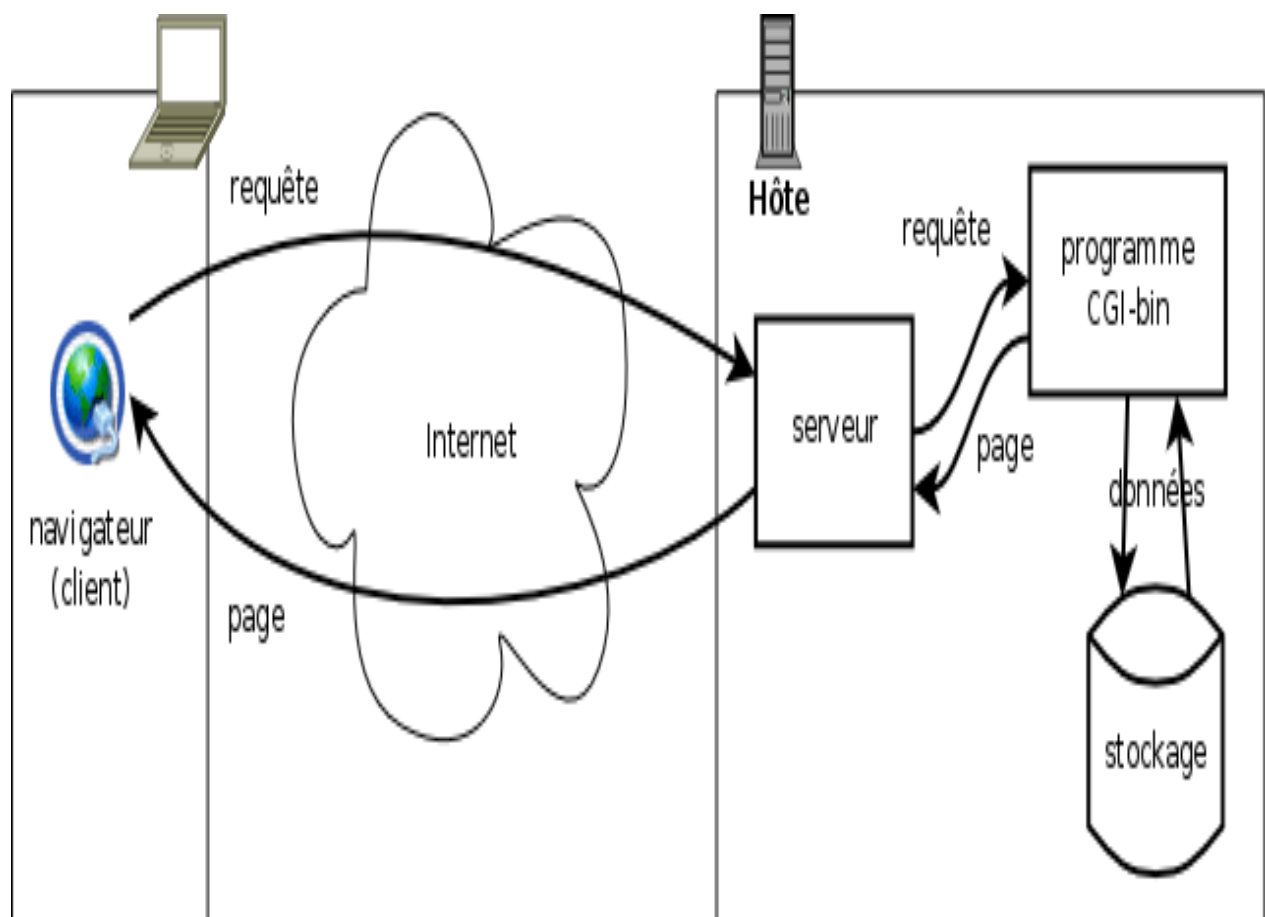 requête
Hôte
requête
programme
CGI-bin
serveur
Internet
page
données
navigateur
(client)
page
stockage